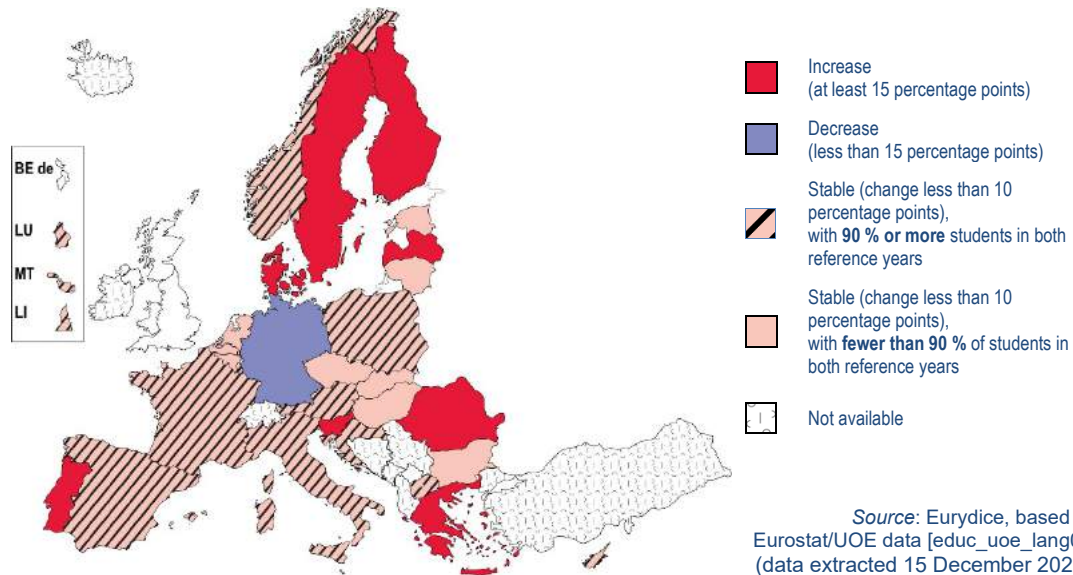 BE de
LU
MT
LI
Increase
(at least 15 percentage points)
Decrease
(less than 15 percentage points)
Stable (change less than 10
percentage points),
with 90 % or more students in both
reference years
Stable (change less than 10
percentage points),
with fewer than 90 % of students in
both reference years
Not available
Source: Eurydice, based
Eurostat/UOE data [educ_uoe_lang
(data extracted 15 December 202